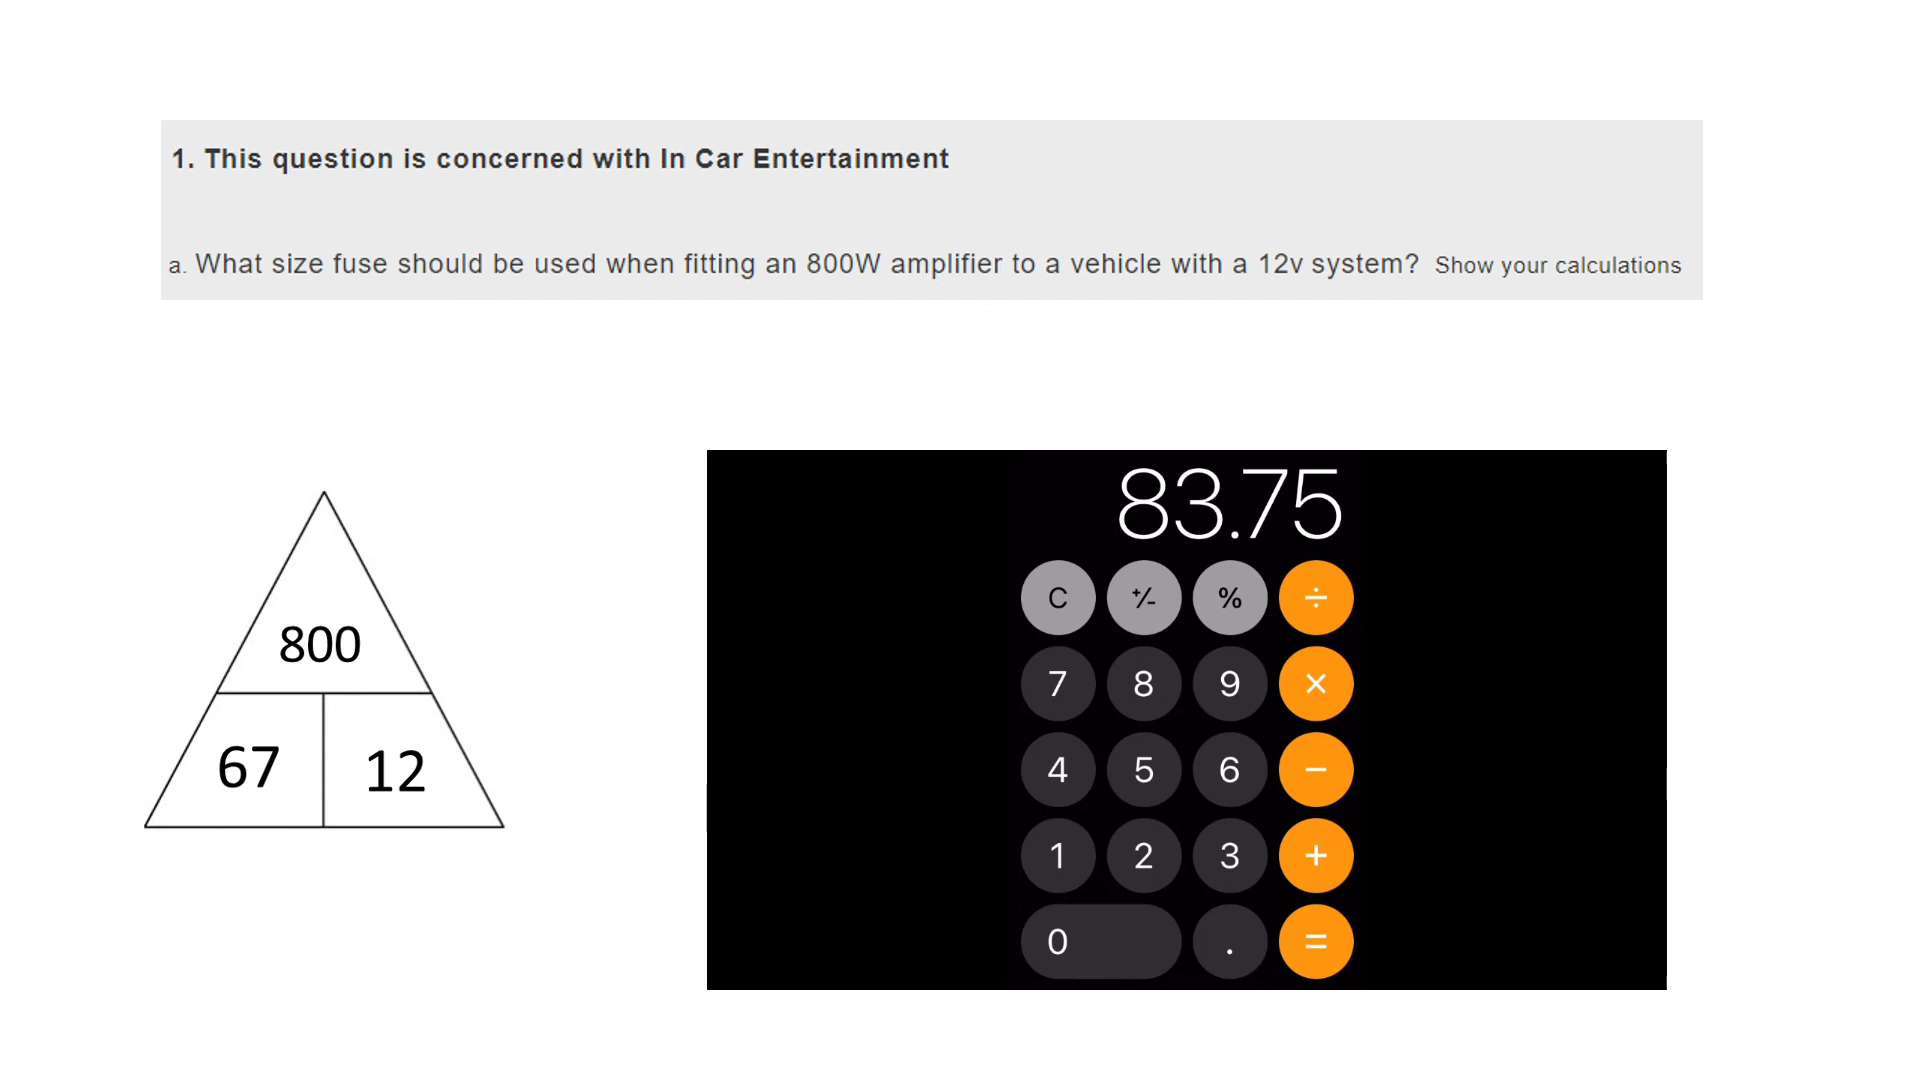 1. This question is concerned with In Car Entertainment
a. What size fuse should be used when fitting an 800W amplifier to a vehicle with a 12v system? Show your calculations
800
67 12
83.75
C +/- % ÷
7 8 9 ×
4 5 6 −
1 2 3 +
0 . =